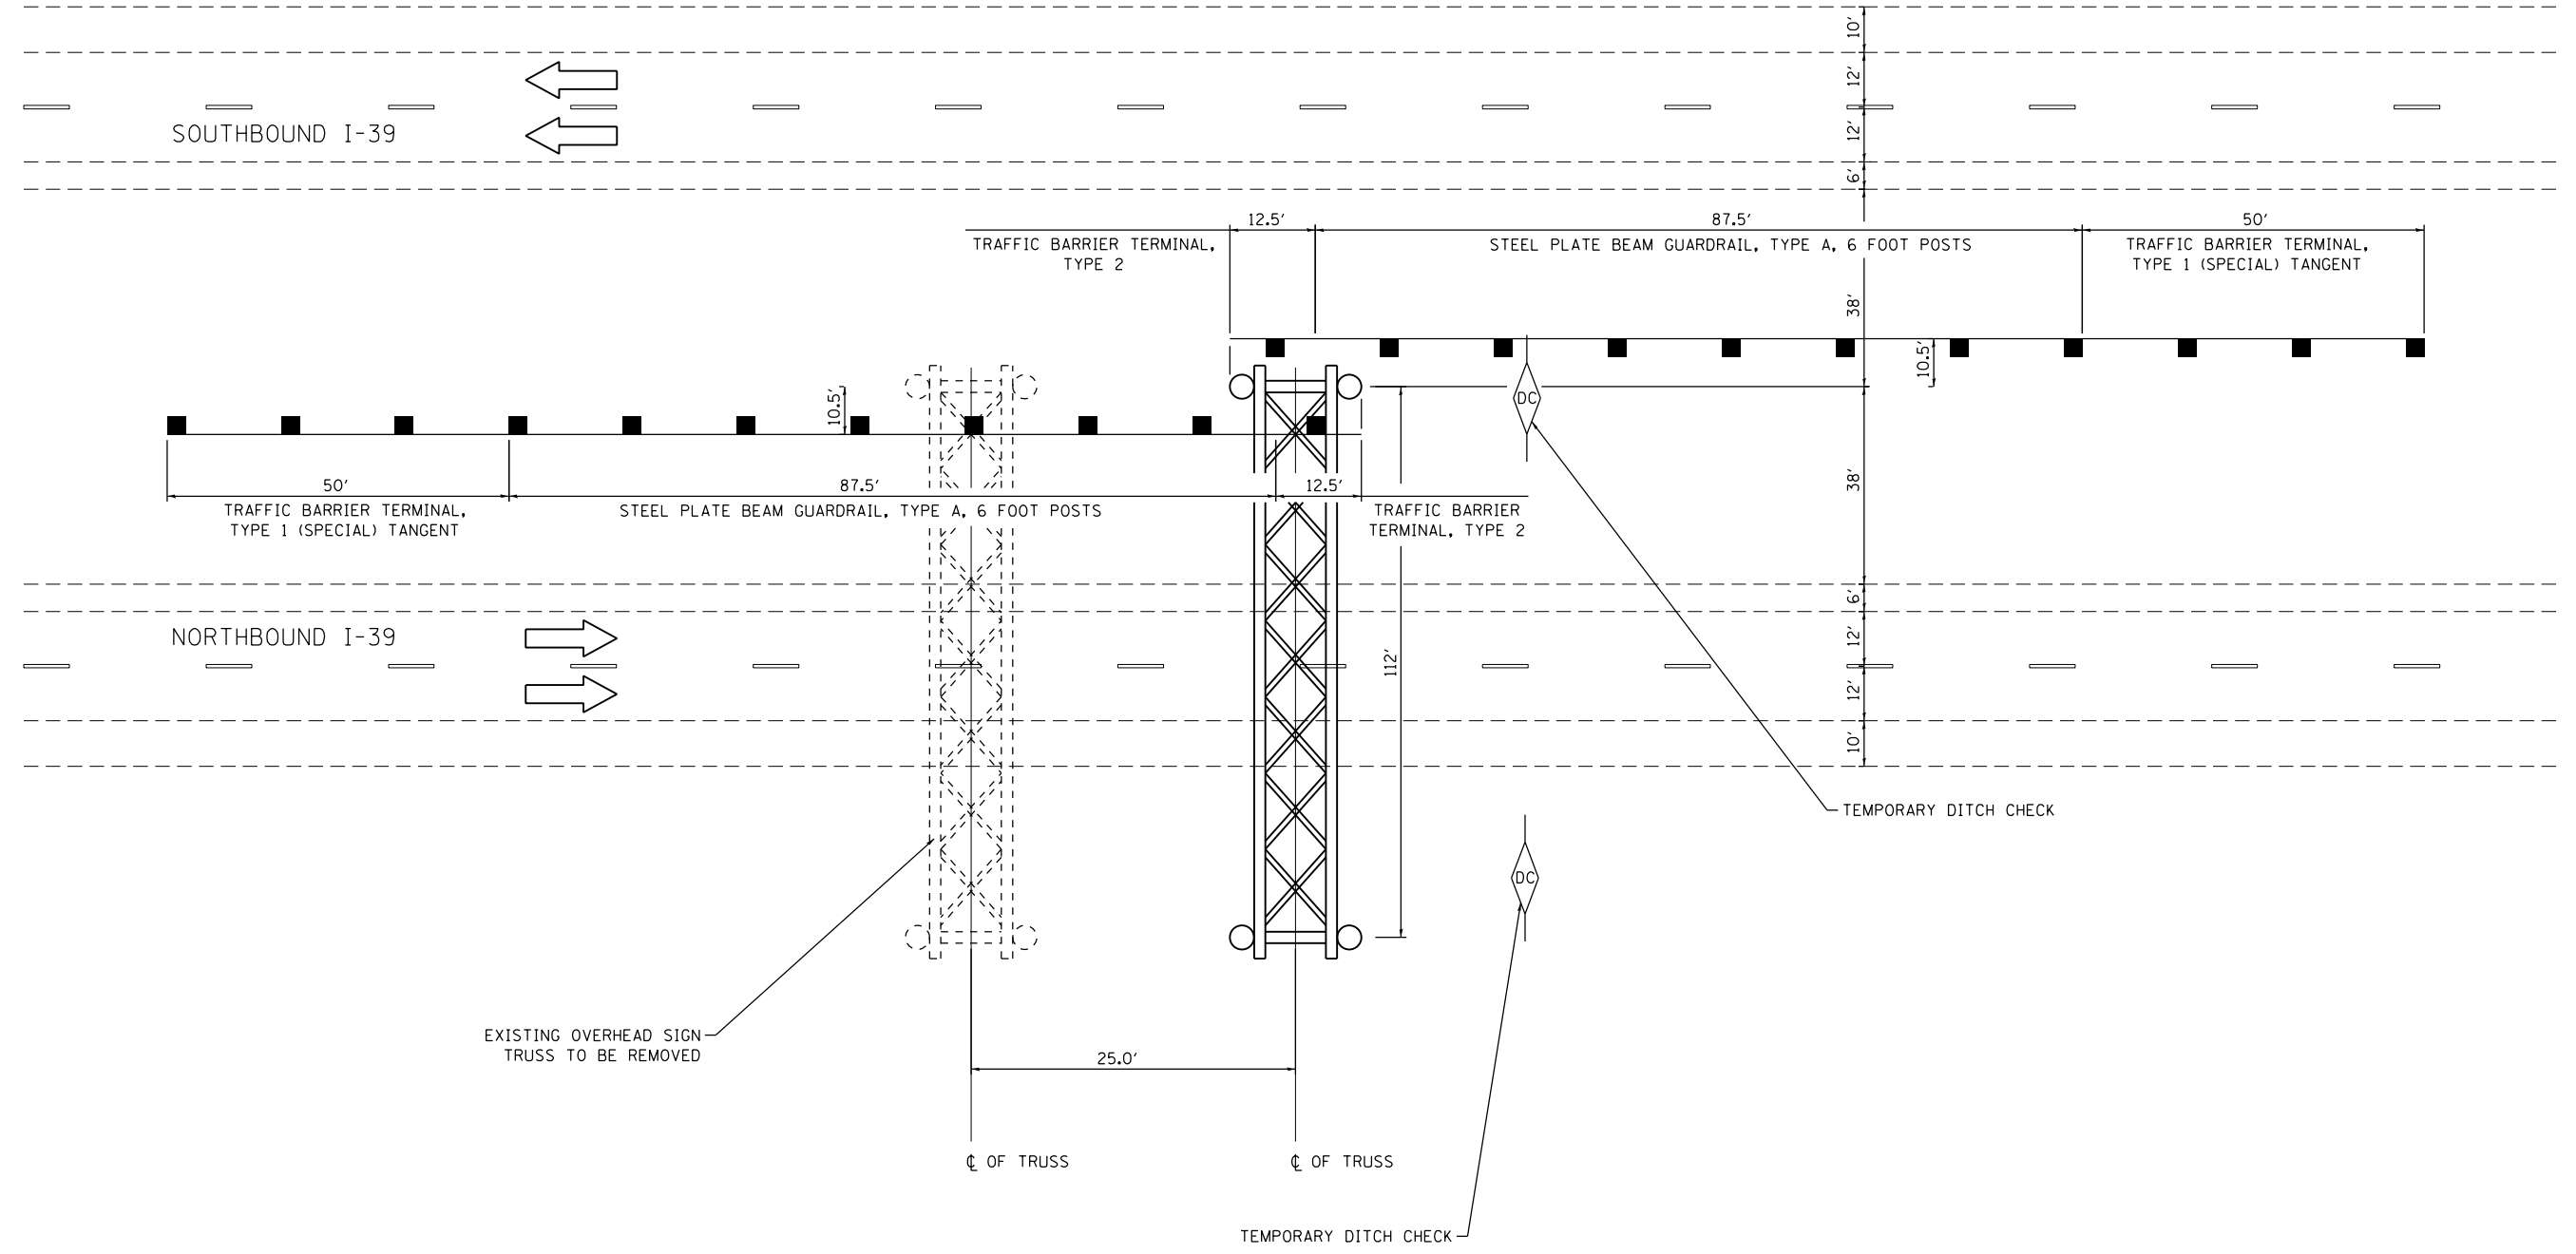 10'
12'
SOUTHBOUND I-39
12'
6'
12.5'
87.5'
50'
TRAFFIC BARRIER TERMINAL,
TYPE 2
STEEL PLATE BEAM GUARDRAIL, TYPE A, 6 FOOT POSTS
TRAFFIC BARRIER TERMINAL,
TYPE 1 (SPECIAL) TANGENT
38'
10.5'
10.5'
DC
38'
50'
87.5'
12.5'
TRAFFIC BARRIER TERMINAL,
TYPE 1 (SPECIAL) TANGENT
STEEL PLATE BEAM GUARDRAIL, TYPE A, 6 FOOT POSTS
TRAFFIC BARRIER
TERMINAL, TYPE 2
6'
NORTHBOUND I-39
12'
112'
12'
10'
TEMPORARY DITCH CHECK
DC
EXISTING OVERHEAD SIGN
TRUSS TO BE REMOVED
25.0'
℄ OF TRUSS
℄ OF TRUSS
TEMPORARY DITCH CHECK